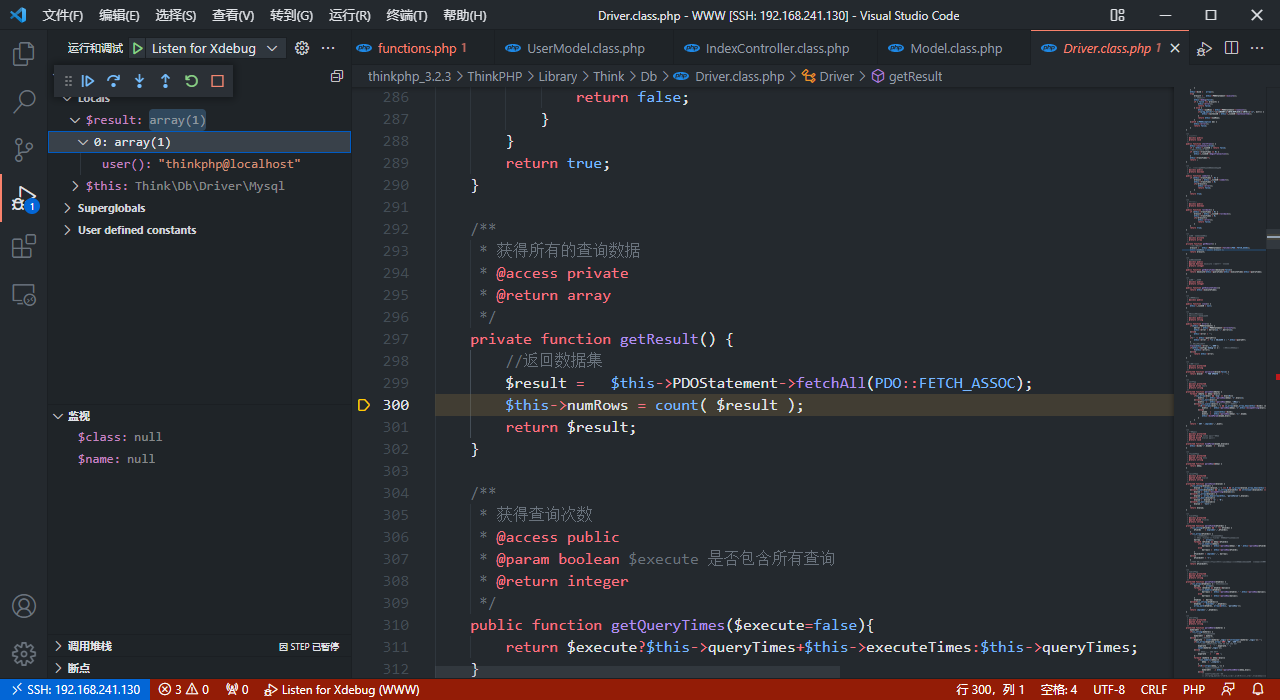 文件(F) 编辑(E) 选择(S) 查看(V) 转到(G) 运行(R) 终端(T) 帮助(H) Driver.class.php - WWW [SSH: 192.168.241.130] - Visual Studio Code
运行和调试 Listen for Xdebug functions.php 1 UserModel.class.php IndexController.class.php Model.class.php Driver.class.php 1
thinkphp_3.2.3 > ThinkPHP > Library > Think > Db > Driver.class.php > Driver > getResult
Locals
$result: array(1)
0: array(1)
user(): "thinkphp@localhost"
$this: Think\Db\Driver\Mysql
Superglobals
User defined constants
监视
$class: null
$name: null
调用堆栈 因 STEP 已暂停
断点
1
286 return false;
287 }
288 }
289 return true;
290 }
291
292 /**
293 * 获得所有的查询数据
294 * @access private
295 * @return array
296 */
297 private function getResult() {
298 //返回数据集
299 $result =   $this->PDOStatement->fetchAll(PDO::FETCH_ASSOC);
300 $this->numRows = count( $result );
301 return $result;
302 }
303
304 /**
305 * 获得查询次数
306 * @access public
307 * @param boolean $execute 是否包含所有查询
308 * @return integer
309 */
310 public function getQueryTimes($execute=false){
311 return $execute?$this->queryTimes+$this->executeTimes:$this->queryTimes;
312 }
SSH: 192.168.241.130 3 0 0 Listen for Xdebug (WWW) 行 300，列 1 空格: 4 UTF-8 CRLF PHP